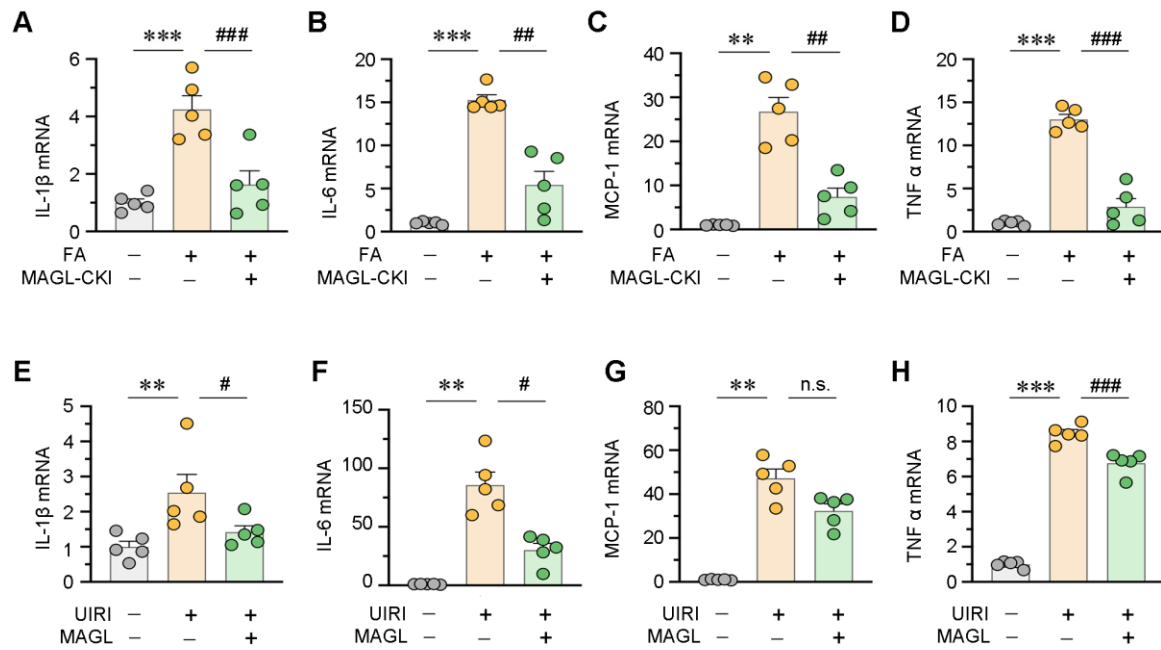 A
*** ###
IL-1β mRNA
6
4
2
0
FA – + +
MAGL-CKI – – +
B
*** ##
IL-6 mRNA
20
15
10
5
0
FA – + +
MAGL-CKI – – +
C
** ##
MCP-1 mRNA
40
30
20
10
0
FA – + +
MAGL-CKI – – +
D
*** ###
TNF α mRNA
20
15
10
5
0
FA – + +
MAGL-CKI – – +
E
** #
IL-1β mRNA
5
4
3
2
1
0
UIRI – + +
MAGL – – +
F
** #
IL-6 mRNA
150
100
50
0
UIRI – + +
MAGL – – +
G
** n.s.
MCP-1 mRNA
80
60
40
20
0
UIRI – + +
MAGL – – +
H
*** ###
TNF α mRNA
10
8
6
4
2
0
UIRI – + +
MAGL – – +